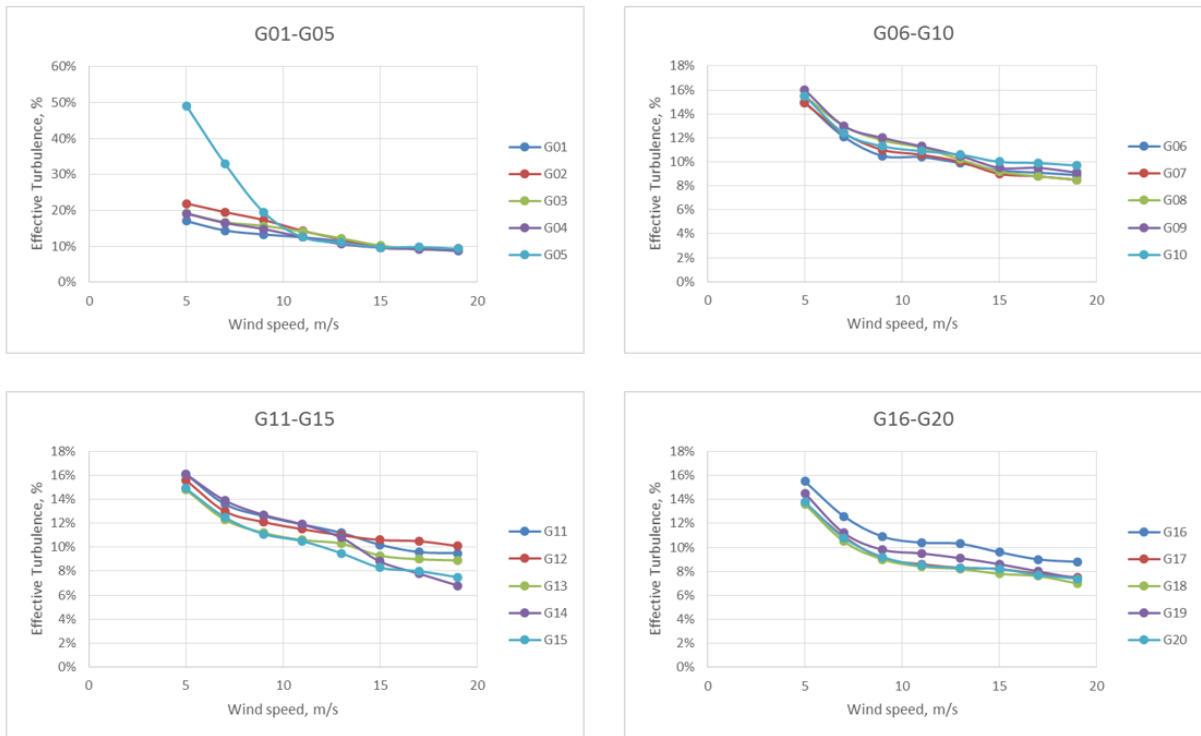 G01-G05
Effective Turbulence, %
60%
50%
40%
30%
20%
10%
0%
0 5 10 15 20
Wind speed, m/s
G01
G02
G03
G04
G05
G06-G10
Effective Turbulence, %
18%
16%
14%
12%
10%
8%
6%
4%
2%
0%
0 5 10 15 20
Wind speed, m/s
G06
G07
G08
G09
G10
G11-G15
Effective Turbulence, %
18%
16%
14%
12%
10%
8%
6%
4%
2%
0%
0 5 10 15 20
Wind speed, m/s
G11
G12
G13
G14
G15
G16-G20
Effective Turbulence, %
18%
16%
14%
12%
10%
8%
6%
4%
2%
0%
0 5 10 15 20
Wind speed, m/s
G16
G17
G18
G19
G20